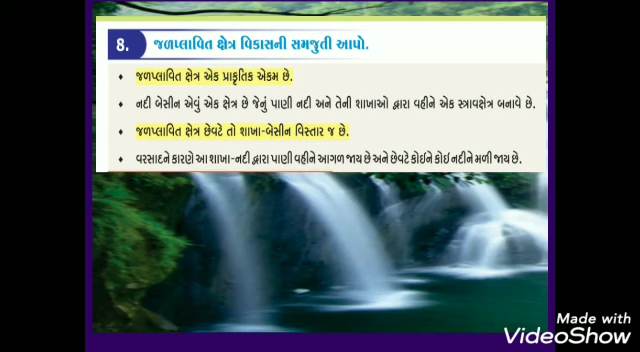 8. જળપ્લાવિત ક્ષેત્ર વિકાસની સમજુતી આપો.
♦ જળપ્લાવિત ક્ષેત્ર એક પ્રાકૃતિક એકમ છે.
♦ નદી બેસીન એવું એક ક્ષેત્ર છે જેનું પાણી નદી અને તેની શાખાઓ દ્વારા વહીને એક સ્ત્રાવક્ષેત્ર બનાવે છે.
♦ જળપ્લાવિત ક્ષેત્ર છેવટે તો શાખા-બેસીન વિસ્તાર જ છે.
♦ વરસાદને કારણે આ શાખા-નદી દ્વારા પાણી વહીને આગળ જાય છે અને છેવટે કોઇને કોઇ નદીને મળી જાય છે.
Made with
VideoShow